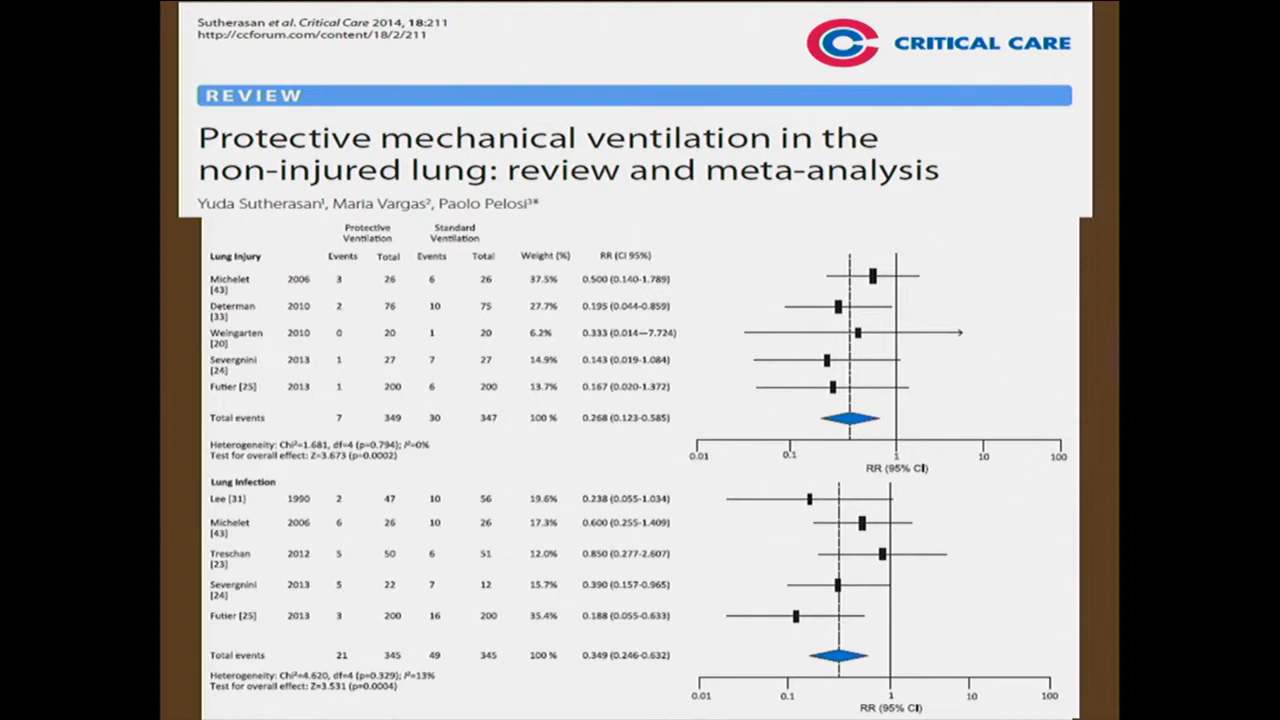 Sutherasan et al. Critical Care 2014, 18:211
http://ccforum.com/content/18/2/211
CRITICAL CARE
REVIEW
Protective mechanical ventilation in the
non-injured lung: review and meta-analysis
Yuda Sutherasan¹, Maria Vargas², Paolo Pelosi³*
Protective Standard
Ventilation Ventilation
Lung Injury Events Total Events Total Weight (%) RR (CI 95%)
Michelet 2006 3 26 6 26 37.5% 0.500 (0.140-1.789)
[43]
Determan 2010 2 76 10 75 27.7% 0.195 (0.044-0.859)
[33]
Weingarten 2010 0 20 1 20 6.2% 0.333 (0.014—7.724)
[20]
Severgnini 2013 1 27 7 27 14.9% 0.143 (0.019-1.084)
[24]
Futier [25] 2013 1 200 6 200 13.7% 0.167 (0.020-1.372)
Total events 7 349 30 347 100 % 0.268 (0.123-0.585)
Heterogeneity: Chi²=1.681, df=4 (p=0.794); I²=0%
Test for overall effect: Z=3.673 (p=0.0002)
0.01 0.1 1 10 100
RR (95% CI)
Lung Infection
Lee [31] 1990 2 47 10 56 19.6% 0.238 (0.055-1.034)
Michelet 2006 6 26 10 26 17.3% 0.600 (0.255-1.409)
[43]
Treschan 2012 5 50 6 51 12.0% 0.850 (0.277-2.607)
[23]
Severgnini 2013 5 22 7 12 15.7% 0.390 (0.157-0.965)
[24]
Futier [25] 2013 3 200 16 200 35.4% 0.188 (0.055-0.633)
Total events 21 345 49 345 100 % 0.349 (0.246-0.632)
Heterogeneity: Chi²=4.620, df=4 (p=0.329); I²=13%
Test for overall effect: Z=3.531 (p=0.0004)
0.01 0.1 1 10 100
RR (95% CI)